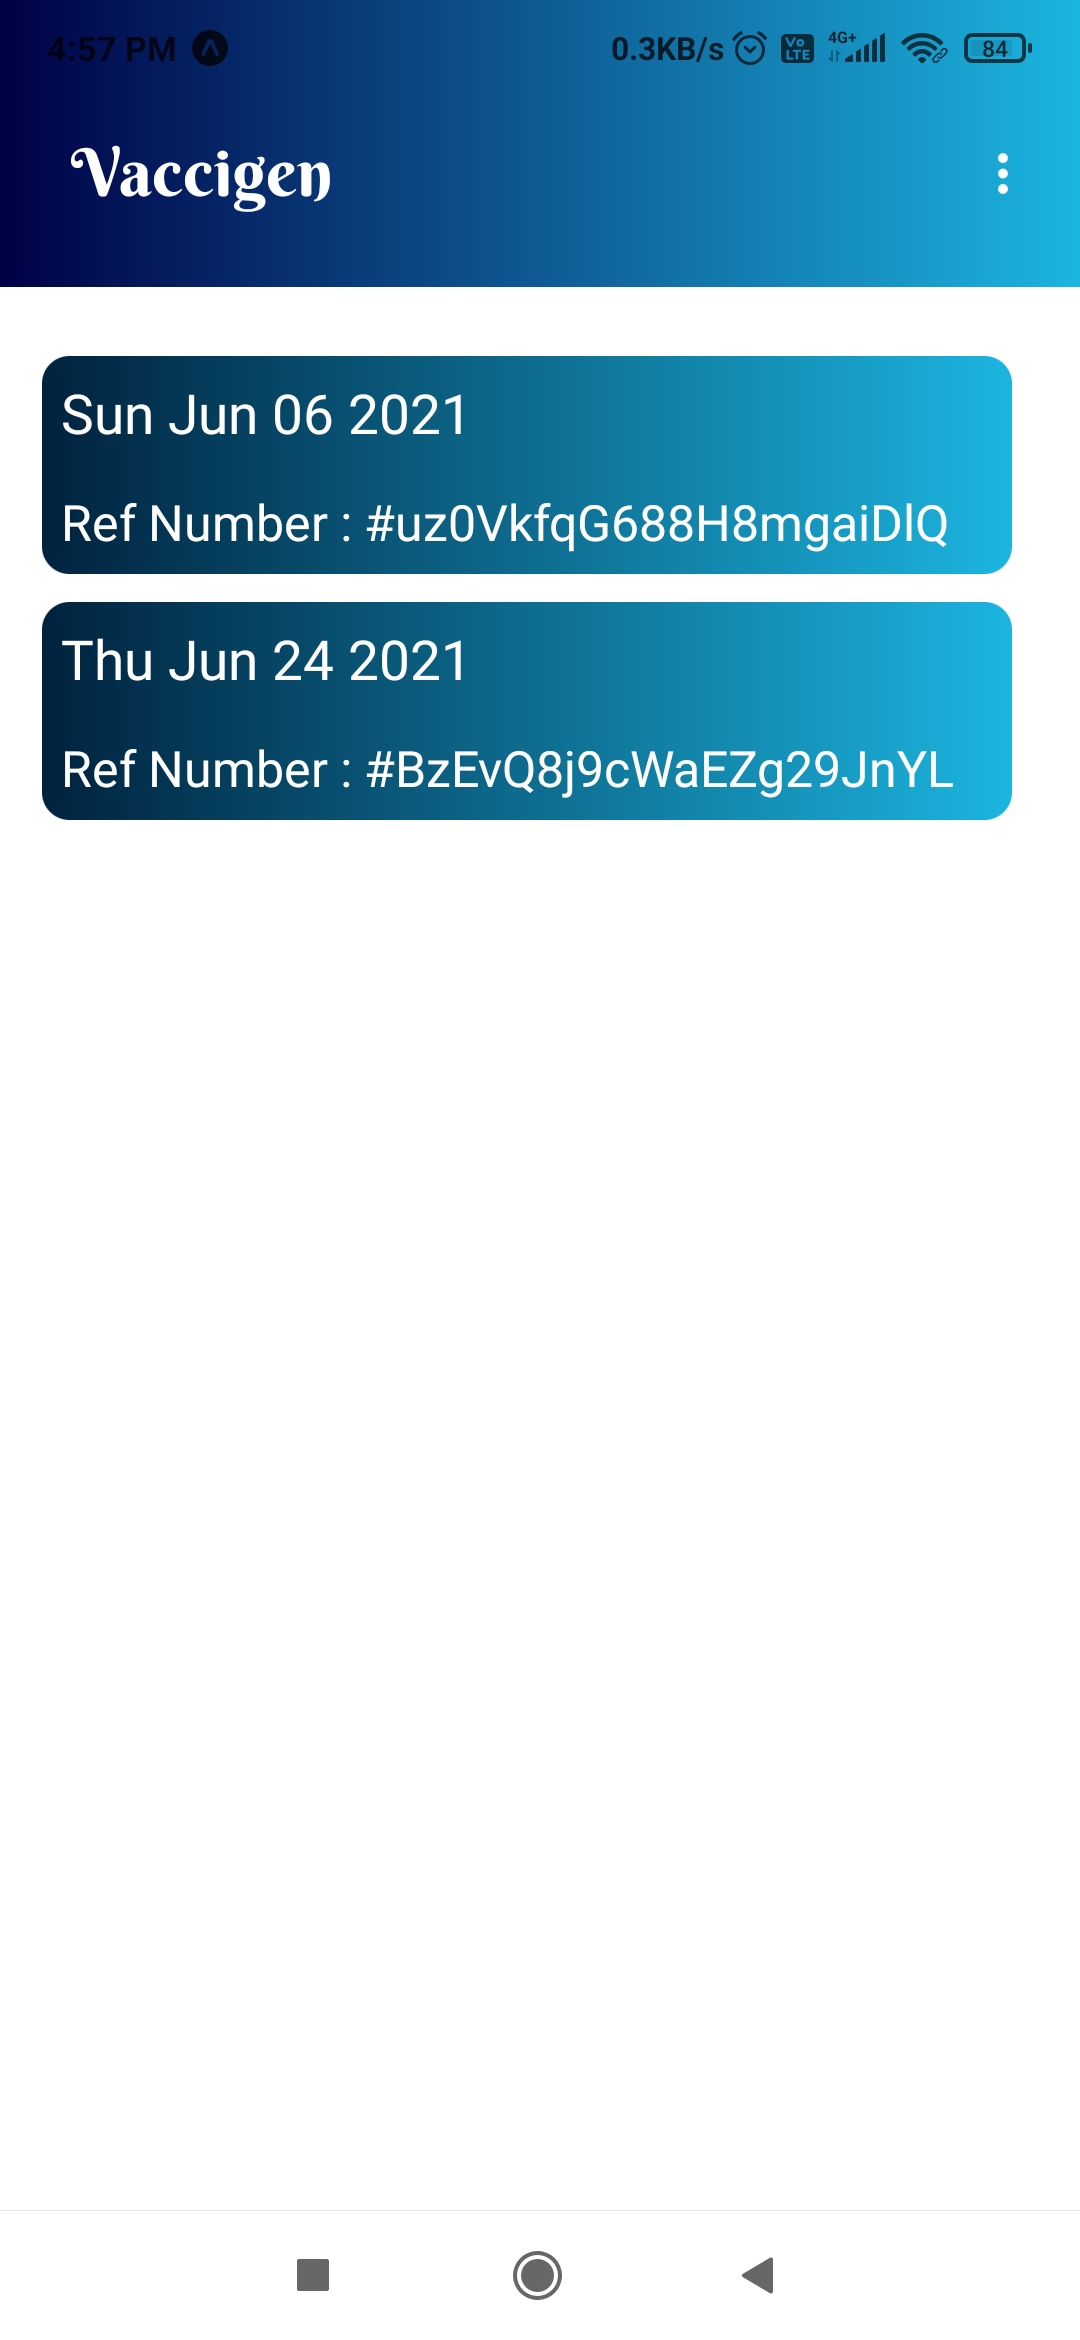 4:57 PM
0.3KB/s
Vo
LTE
4G+
84
Vaccigen
Sun Jun 06 2021
Ref Number : #uz0VkfqG688H8mgaiDlQ
Thu Jun 24 2021
Ref Number : #BzEvQ8j9cWaEZg29JnYL